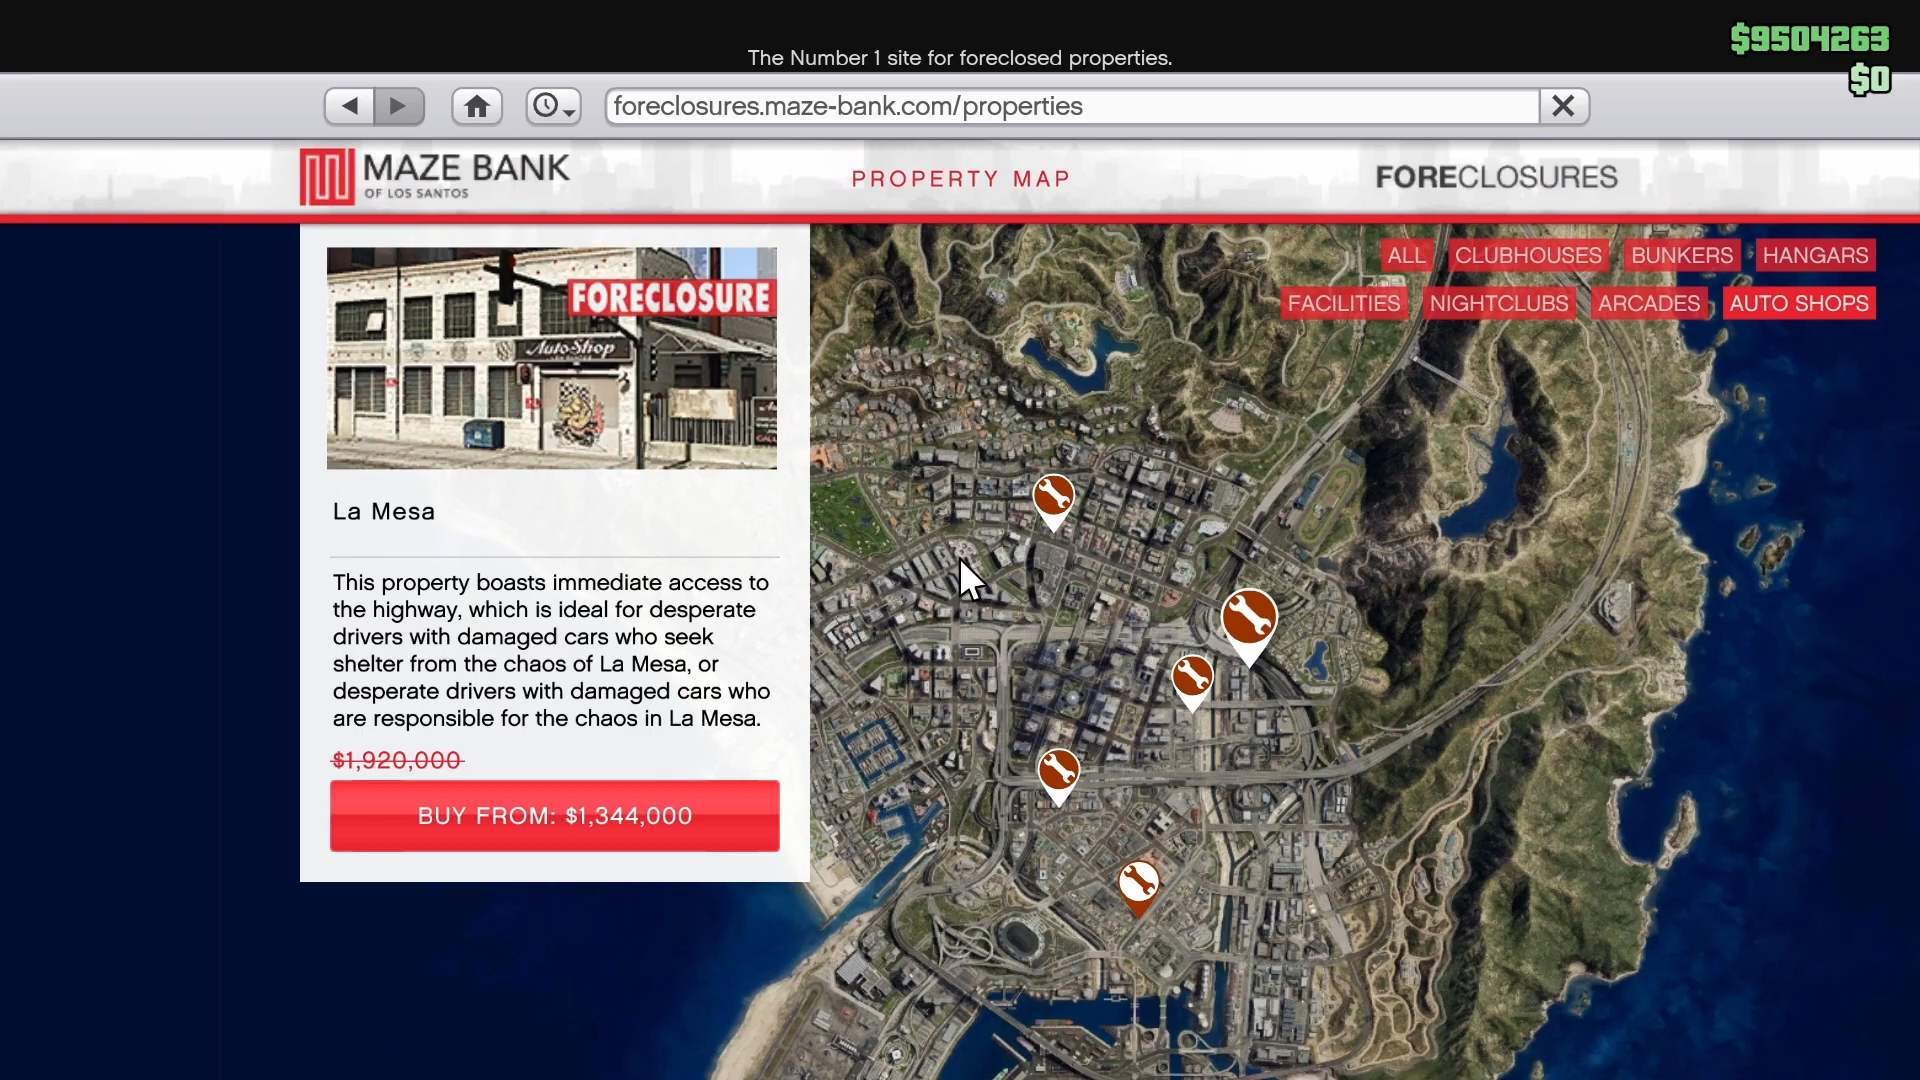 The Number 1 site for foreclosed properties.
$9504263
$0
foreclosures.maze-bank.com/properties
MAZE BANK
OF LOS SANTOS
PROPERTY MAP
FORECLOSURES
FORECLOSURE
AutoShop
La Mesa
This property boasts immediate access to
the highway, which is ideal for desperate
drivers with damaged cars who seek
shelter from the chaos of La Mesa, or
desperate drivers with damaged cars who
are responsible for the chaos in La Mesa.
$1,920,000
BUY FROM: $1,344,000
ALL CLUBHOUSES BUNKERS HANGARS
FACILITIES NIGHTCLUBS ARCADES AUTO SHOPS